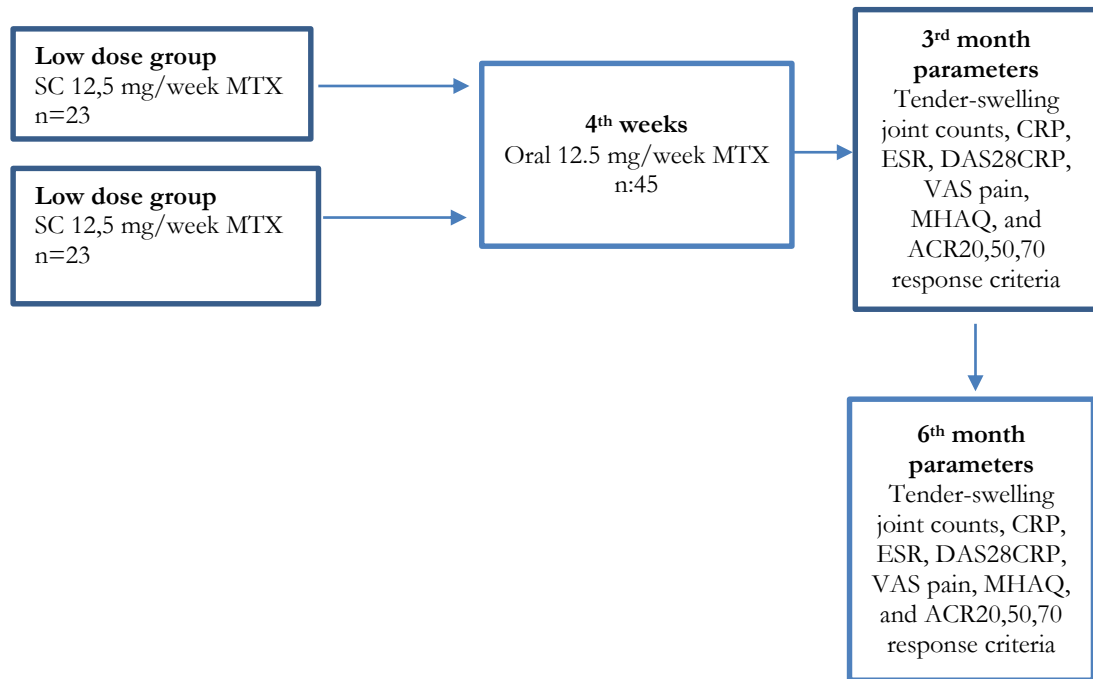 Low dose group
SC 12,5 mg/week MTX
n=23
Low dose group
SC 12,5 mg/week MTX
n=23
4th weeks
Oral 12.5 mg/week MTX
n:45
3rd month
parameters
Tender-swelling
joint counts, CRP,
ESR, DAS28CRP,
VAS pain,
MHAQ, and
ACR20,50,70
response criteria
6th month
parameters
Tender-swelling
joint counts, CRP,
ESR, DAS28CRP,
VAS pain, MHAQ,
and ACR20,50,70
response criteria